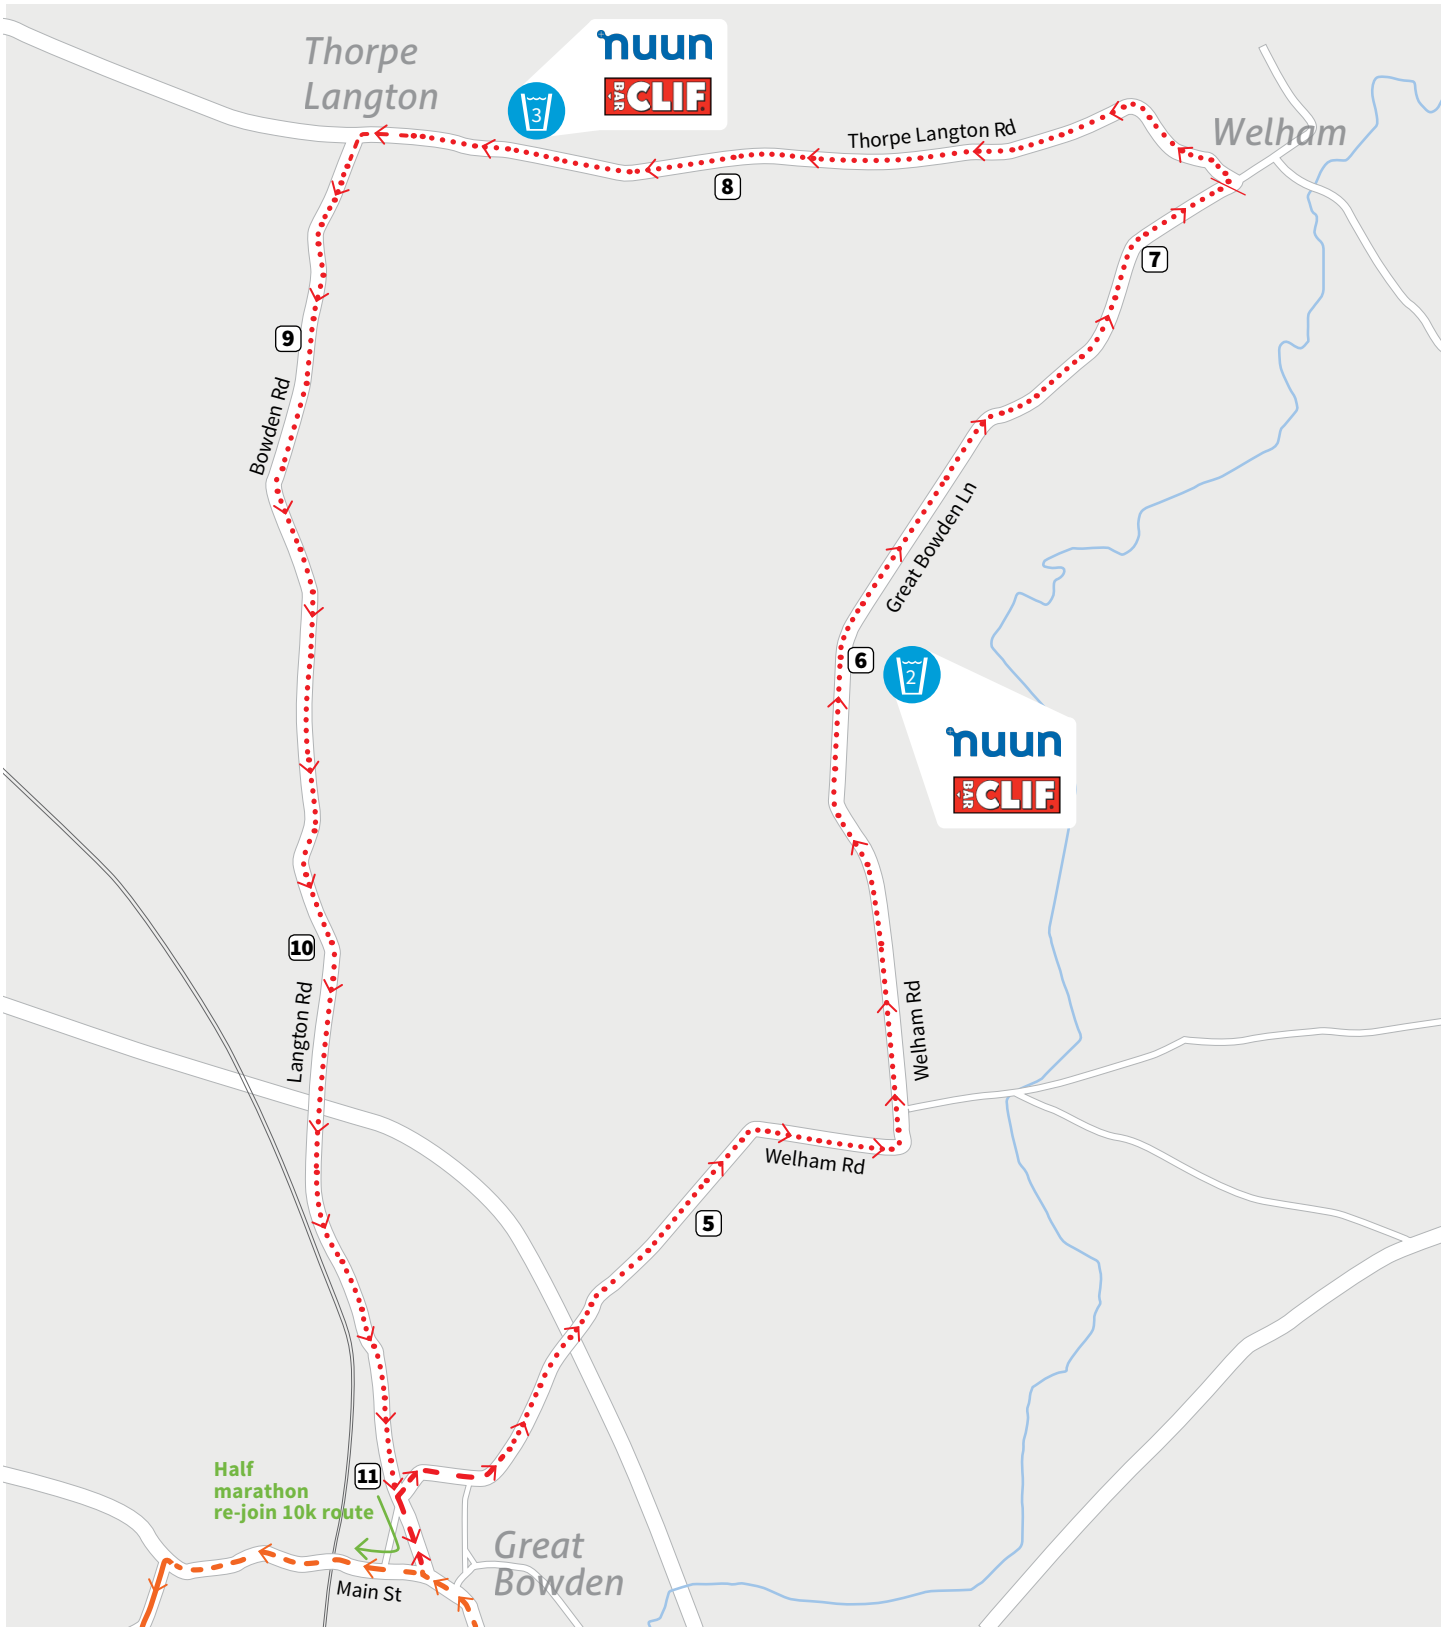 Thorpe
Langton
3
nuun
CLIF
BAR
Thorpe Langton Rd
Welham
8
7
9
Bowden Rd
Great Bowden Ln
6
2
nuun
CLIF
BAR
10
Langton Rd
Welham Rd
Welham Rd
5
11
Half
marathon
re-join 10k route
Great
Bowden
Main St